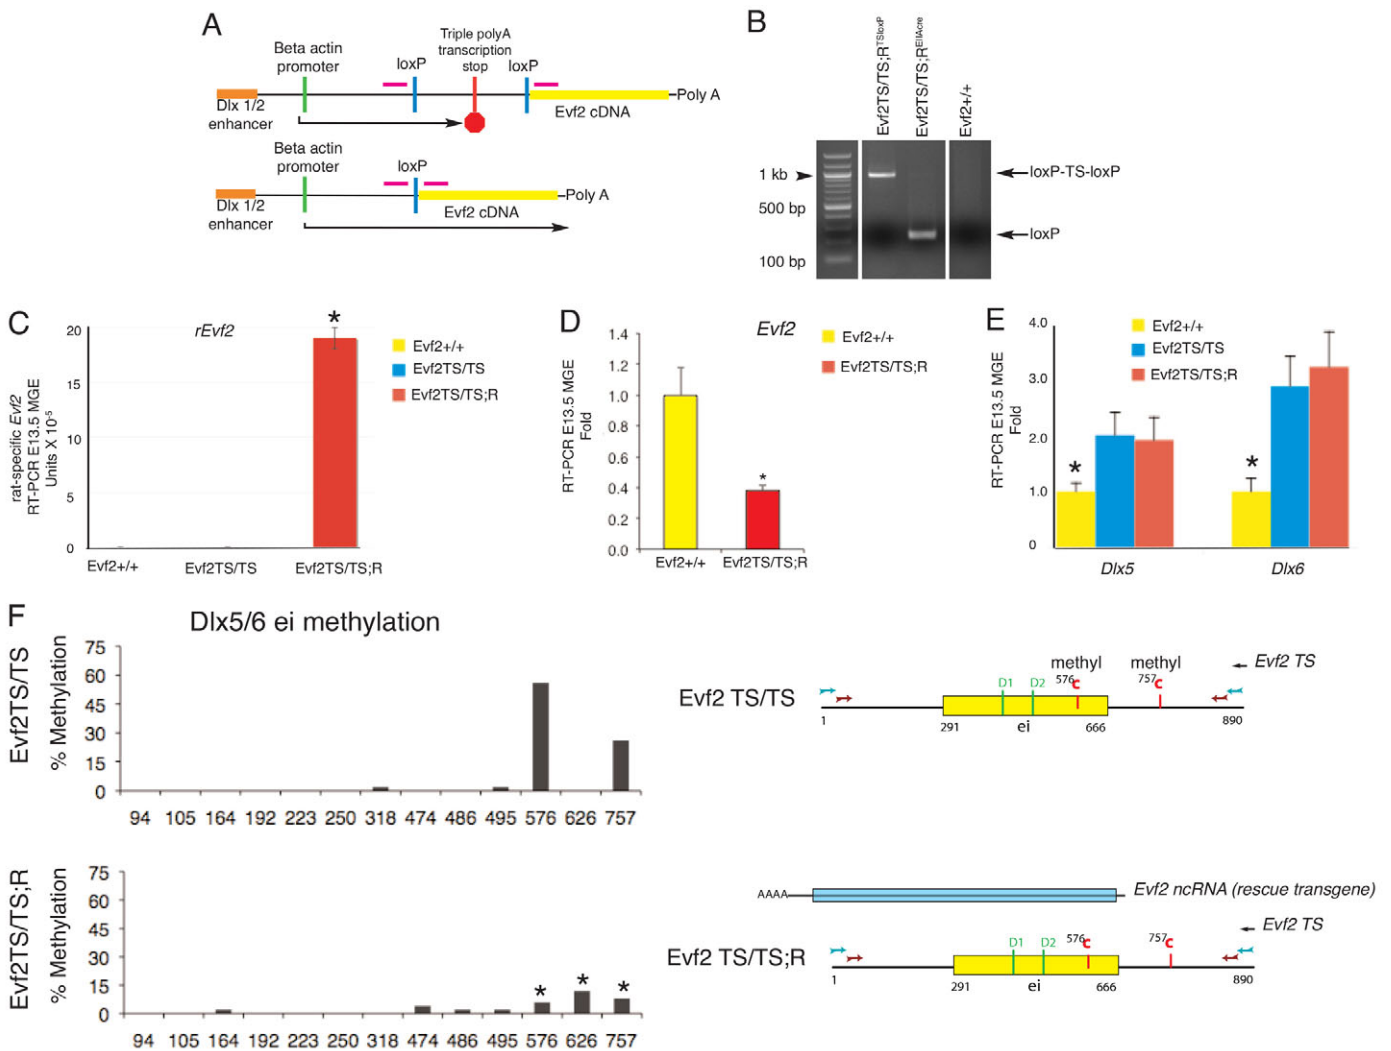 A
Beta actin
promoter
loxP
Triple polyA
transcription
stop
loxP
Poly A
Dlx 1/2
enhancer
Evf2 cDNA
Beta actin
promoter
loxP
Poly A
Dlx 1/2
enhancer
Evf2 cDNA
B
Evf2TS/TS;R^TSloxP
Evf2TS/TS;R^EIIAcre
Evf2+/+
1 kb
500 bp
100 bp
loxP-TS-loxP
loxP
C
rEvf2
rat-specific Evf2
RT-PCR E13.5 MGE
Units X 10^-5
20
15
10
5
0
Evf2+/+
Evf2TS/TS
Evf2TS/TS;R
*
Evf2+/+
Evf2TS/TS
Evf2TS/TS;R
D
Evf2
RT-PCR E13.5 MGE
Fold
1.4
1.2
1.0
0.8
0.6
0.4
0.2
0.0
*
Evf2+/+
Evf2TS/TS;R
Evf2+/+
Evf2TS/TS;R
E
RT-PCR E13.5 MGE
Fold
4.0
3.0
2.0
1.0
0
Evf2+/+
Evf2TS/TS
Evf2TS/TS;R
*
*
Dlx5
Dlx6
F
Dlx5/6 ei methylation
Evf2TS/TS
% Methylation
75
60
45
30
15
0
94 105 164 192 223 250 318 474 486 495 576 626 757
Evf2 TS/TS
methyl
methyl
Evf2 TS
D1
D2
576
C
757
C
1
291
ei
666
890
Evf2TS/TS;R
% Methylation
75
60
45
30
15
0
* * *
94 105 164 192 223 250 318 474 486 495 576 626 757
AAAA
Evf2 ncRNA (rescue transgene)
Evf2 TS
Evf2 TS/TS;R
D1
D2
576
C
757
C
1
291
ei
666
890